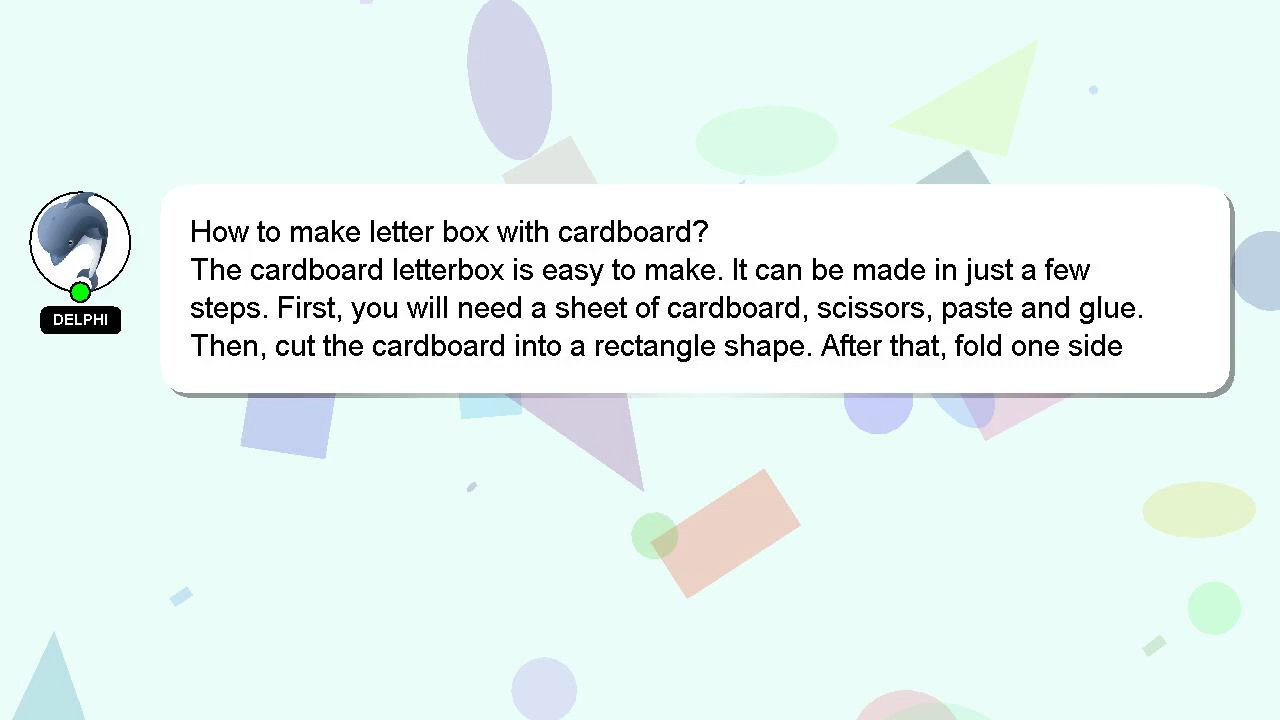 How to make letter box with cardboard?
The cardboard letterbox is easy to make. It can be made in just a few
steps. First, you will need a sheet of cardboard, scissors, paste and glue.
Then, cut the cardboard into a rectangle shape. After that, fold one side
DELPHI